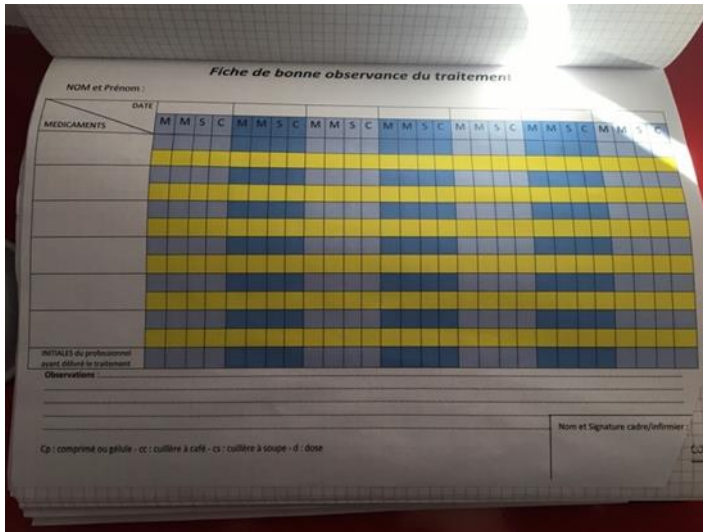 Fiche de bonne observance du traitement
NOM et Prénom :
DATE
MEDICAMENTS M M S C M M S C M M S C M M S C M M S C M M S C M M S C
INITIALES du professionnel
ayant délivré le traitement
Observations :
Nom et Signature cadre/infirmier :
Cp : comprimé ou gélule - cc : cuillère à café - cs : cuillère à soupe - d : dose